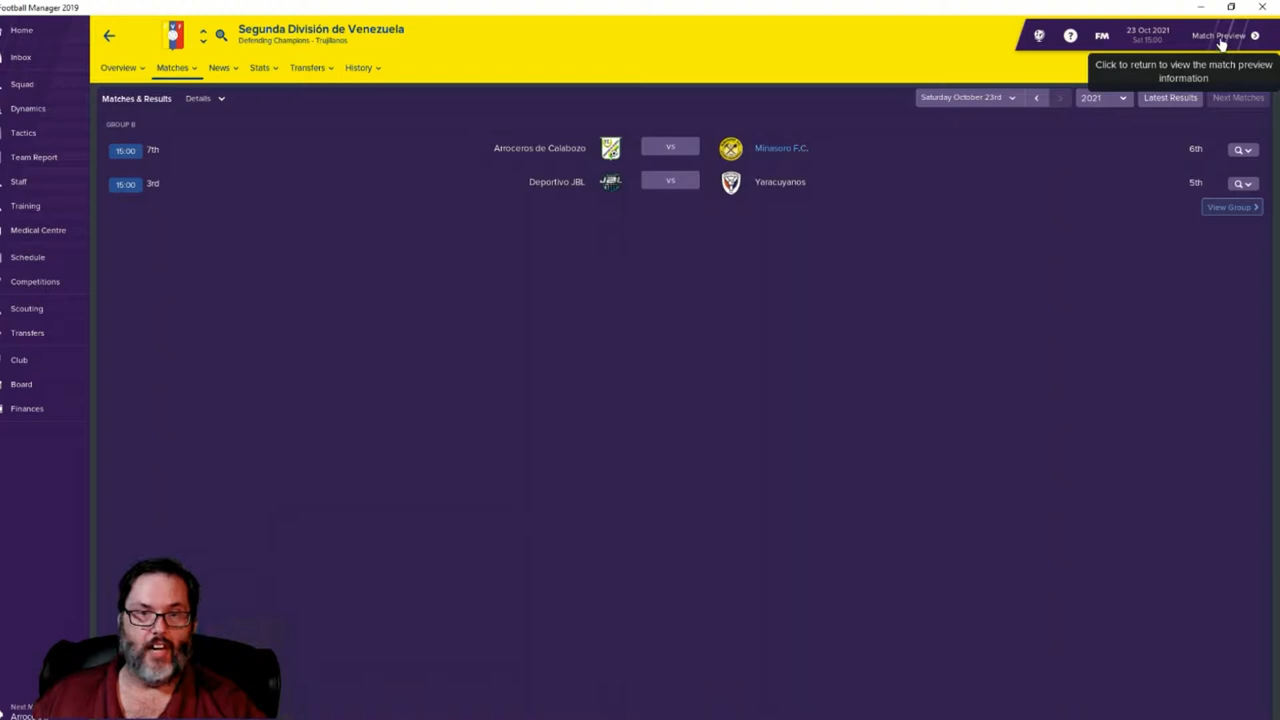 Football Manager 2019
Home
Inbox
Squad
Dynamics
Tactics
Team Report
Staff
Training
Medical Centre
Schedule
Competitions
Scouting
Transfers
Club
Board
Finances
Segunda División de Venezuela
Defending Champions - Trujillanos
FM
23 Oct 2021
Sat 15:00
Match Preview
Click to return to view the match preview
information
Overview Matches News Stats Transfers History
Matches & Results Details
Saturday October 23rd 2021 Latest Results Next Matches
GROUP B
15:00 7th Arroceros de Calabozo vs Minasoro F.C. 6th
15:00 3rd Deportivo JBL vs Yaracuyanos 5th
View Group
Next M